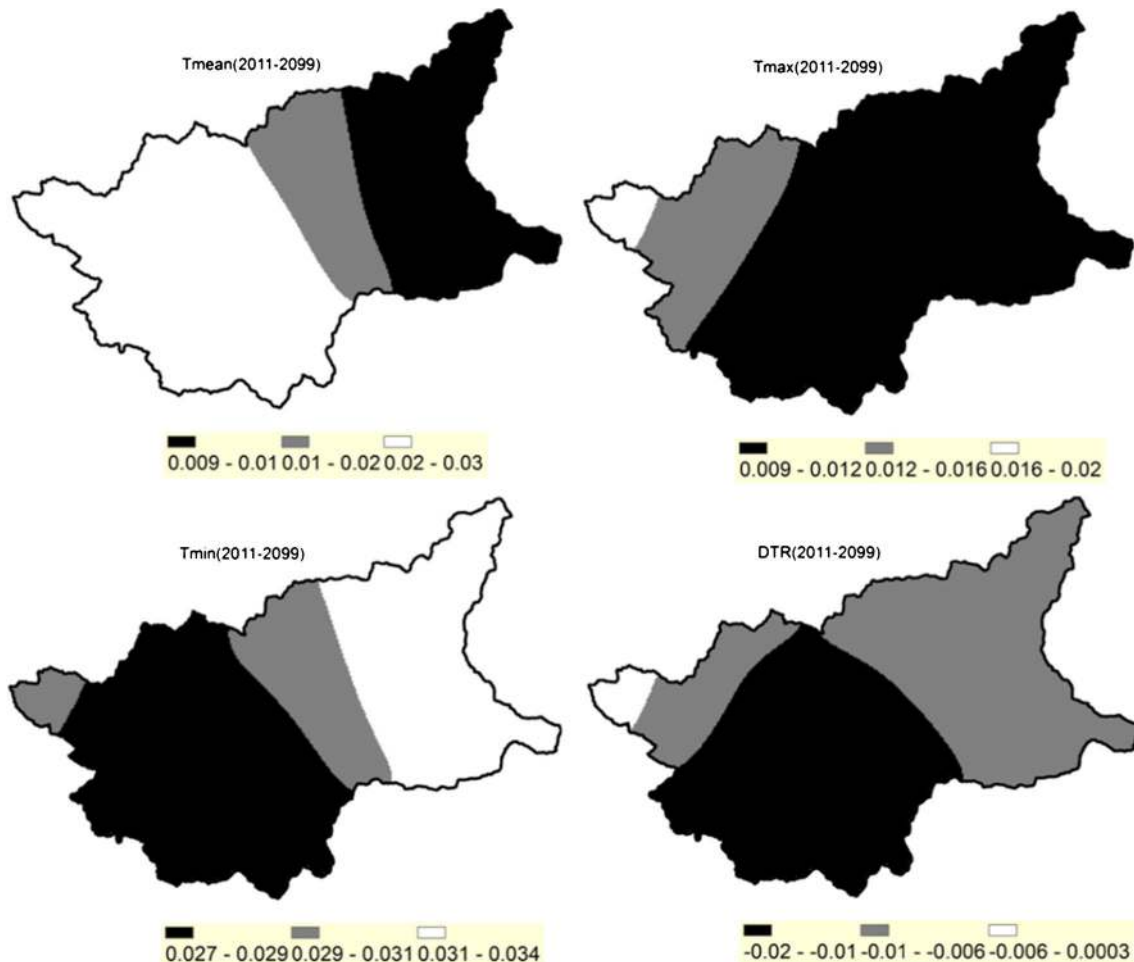 Tmean(2011-2099)
Tmax(2011-2099)
0.009 - 0.01 0.01 - 0.02 0.02 - 0.03
0.009 - 0.012 0.012 - 0.016 0.016 - 0.02
Tmin(2011-2099)
DTR(2011-2099)
0.027 - 0.029 0.029 - 0.031 0.031 - 0.034
-0.02 - -0.01 -0.01 - -0.006 -0.006 - -0.0003